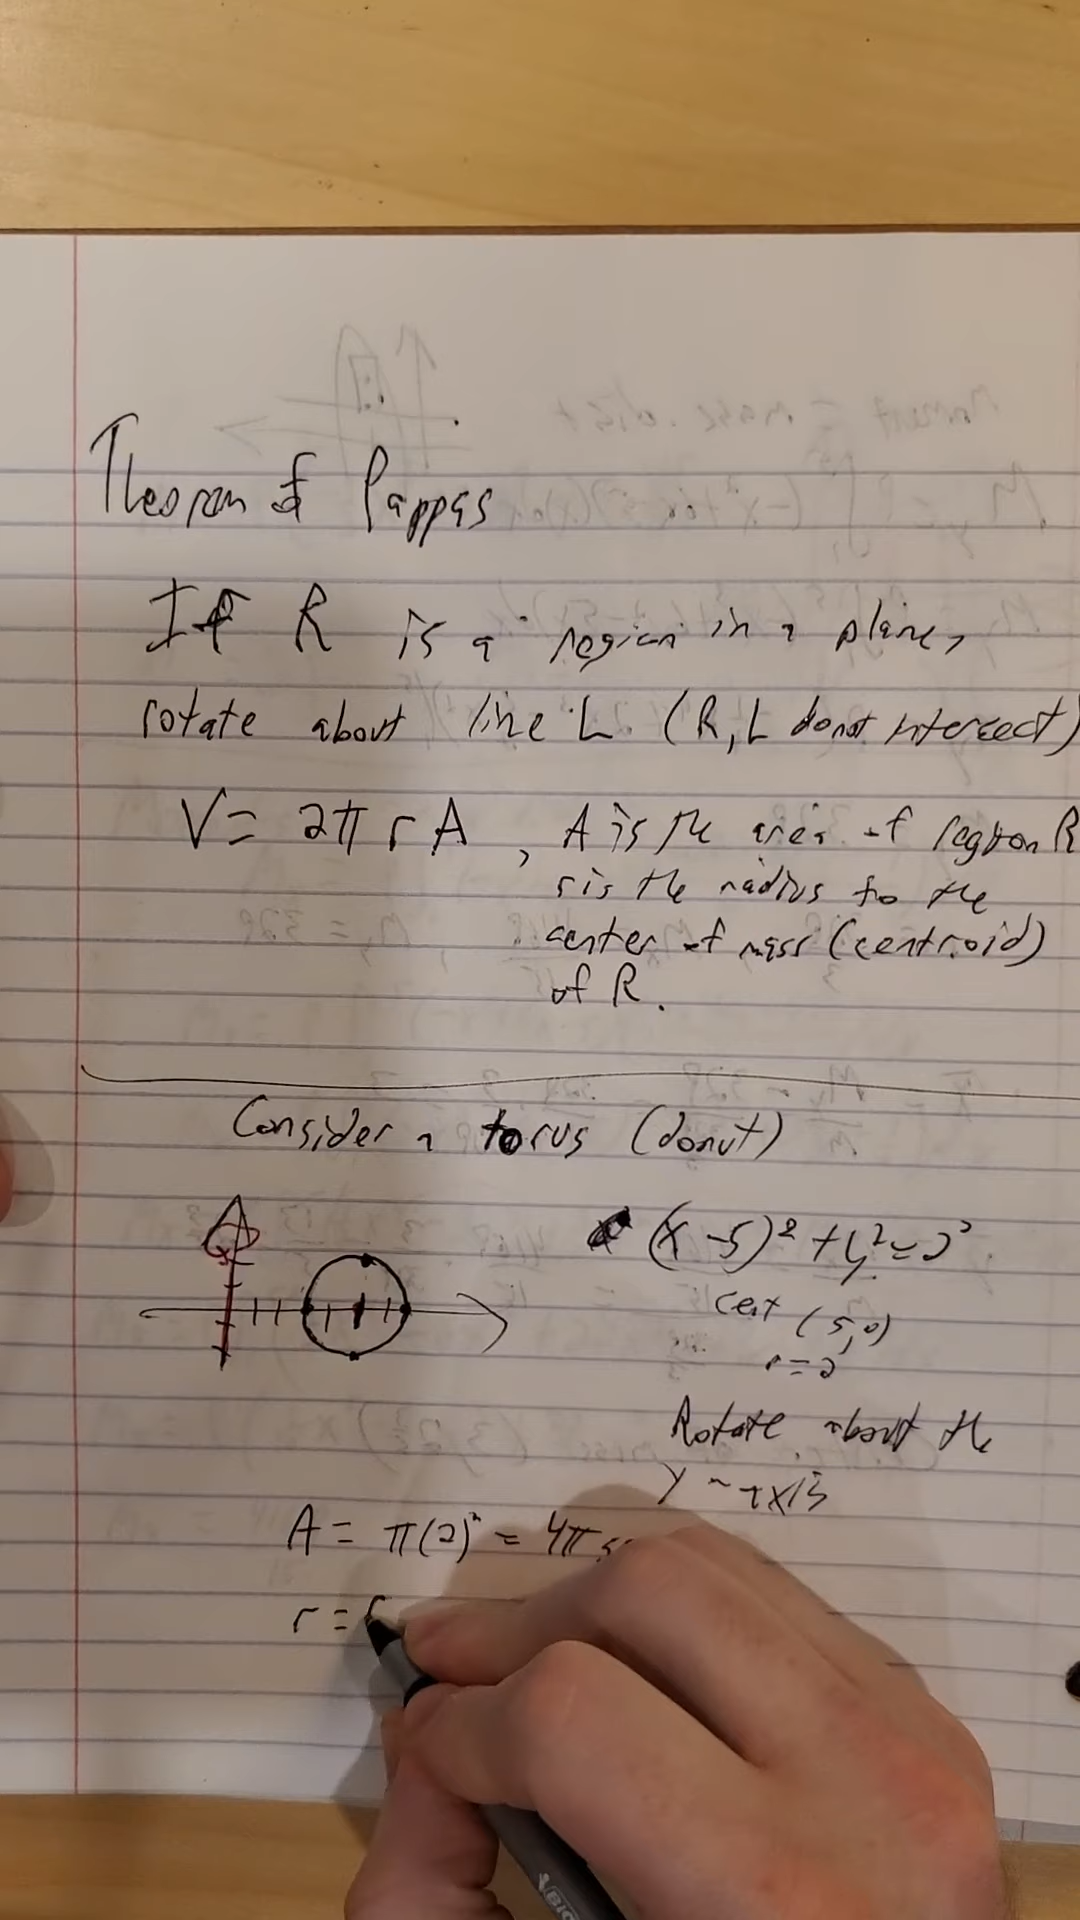 Theorem of Pappas
If R is a region in a plane,
rotate about line L. (R, L do not intersect)
V = 2π r A , A is the area of region R
r is the radius to the
center of mass (centroid)
of R.
Consider a torus (donut)
(x-5)² + y² = 2²
cent (5,0)
r=2
Rotate about the
y-axis
A = π(2)² = 4π
r =
BIC